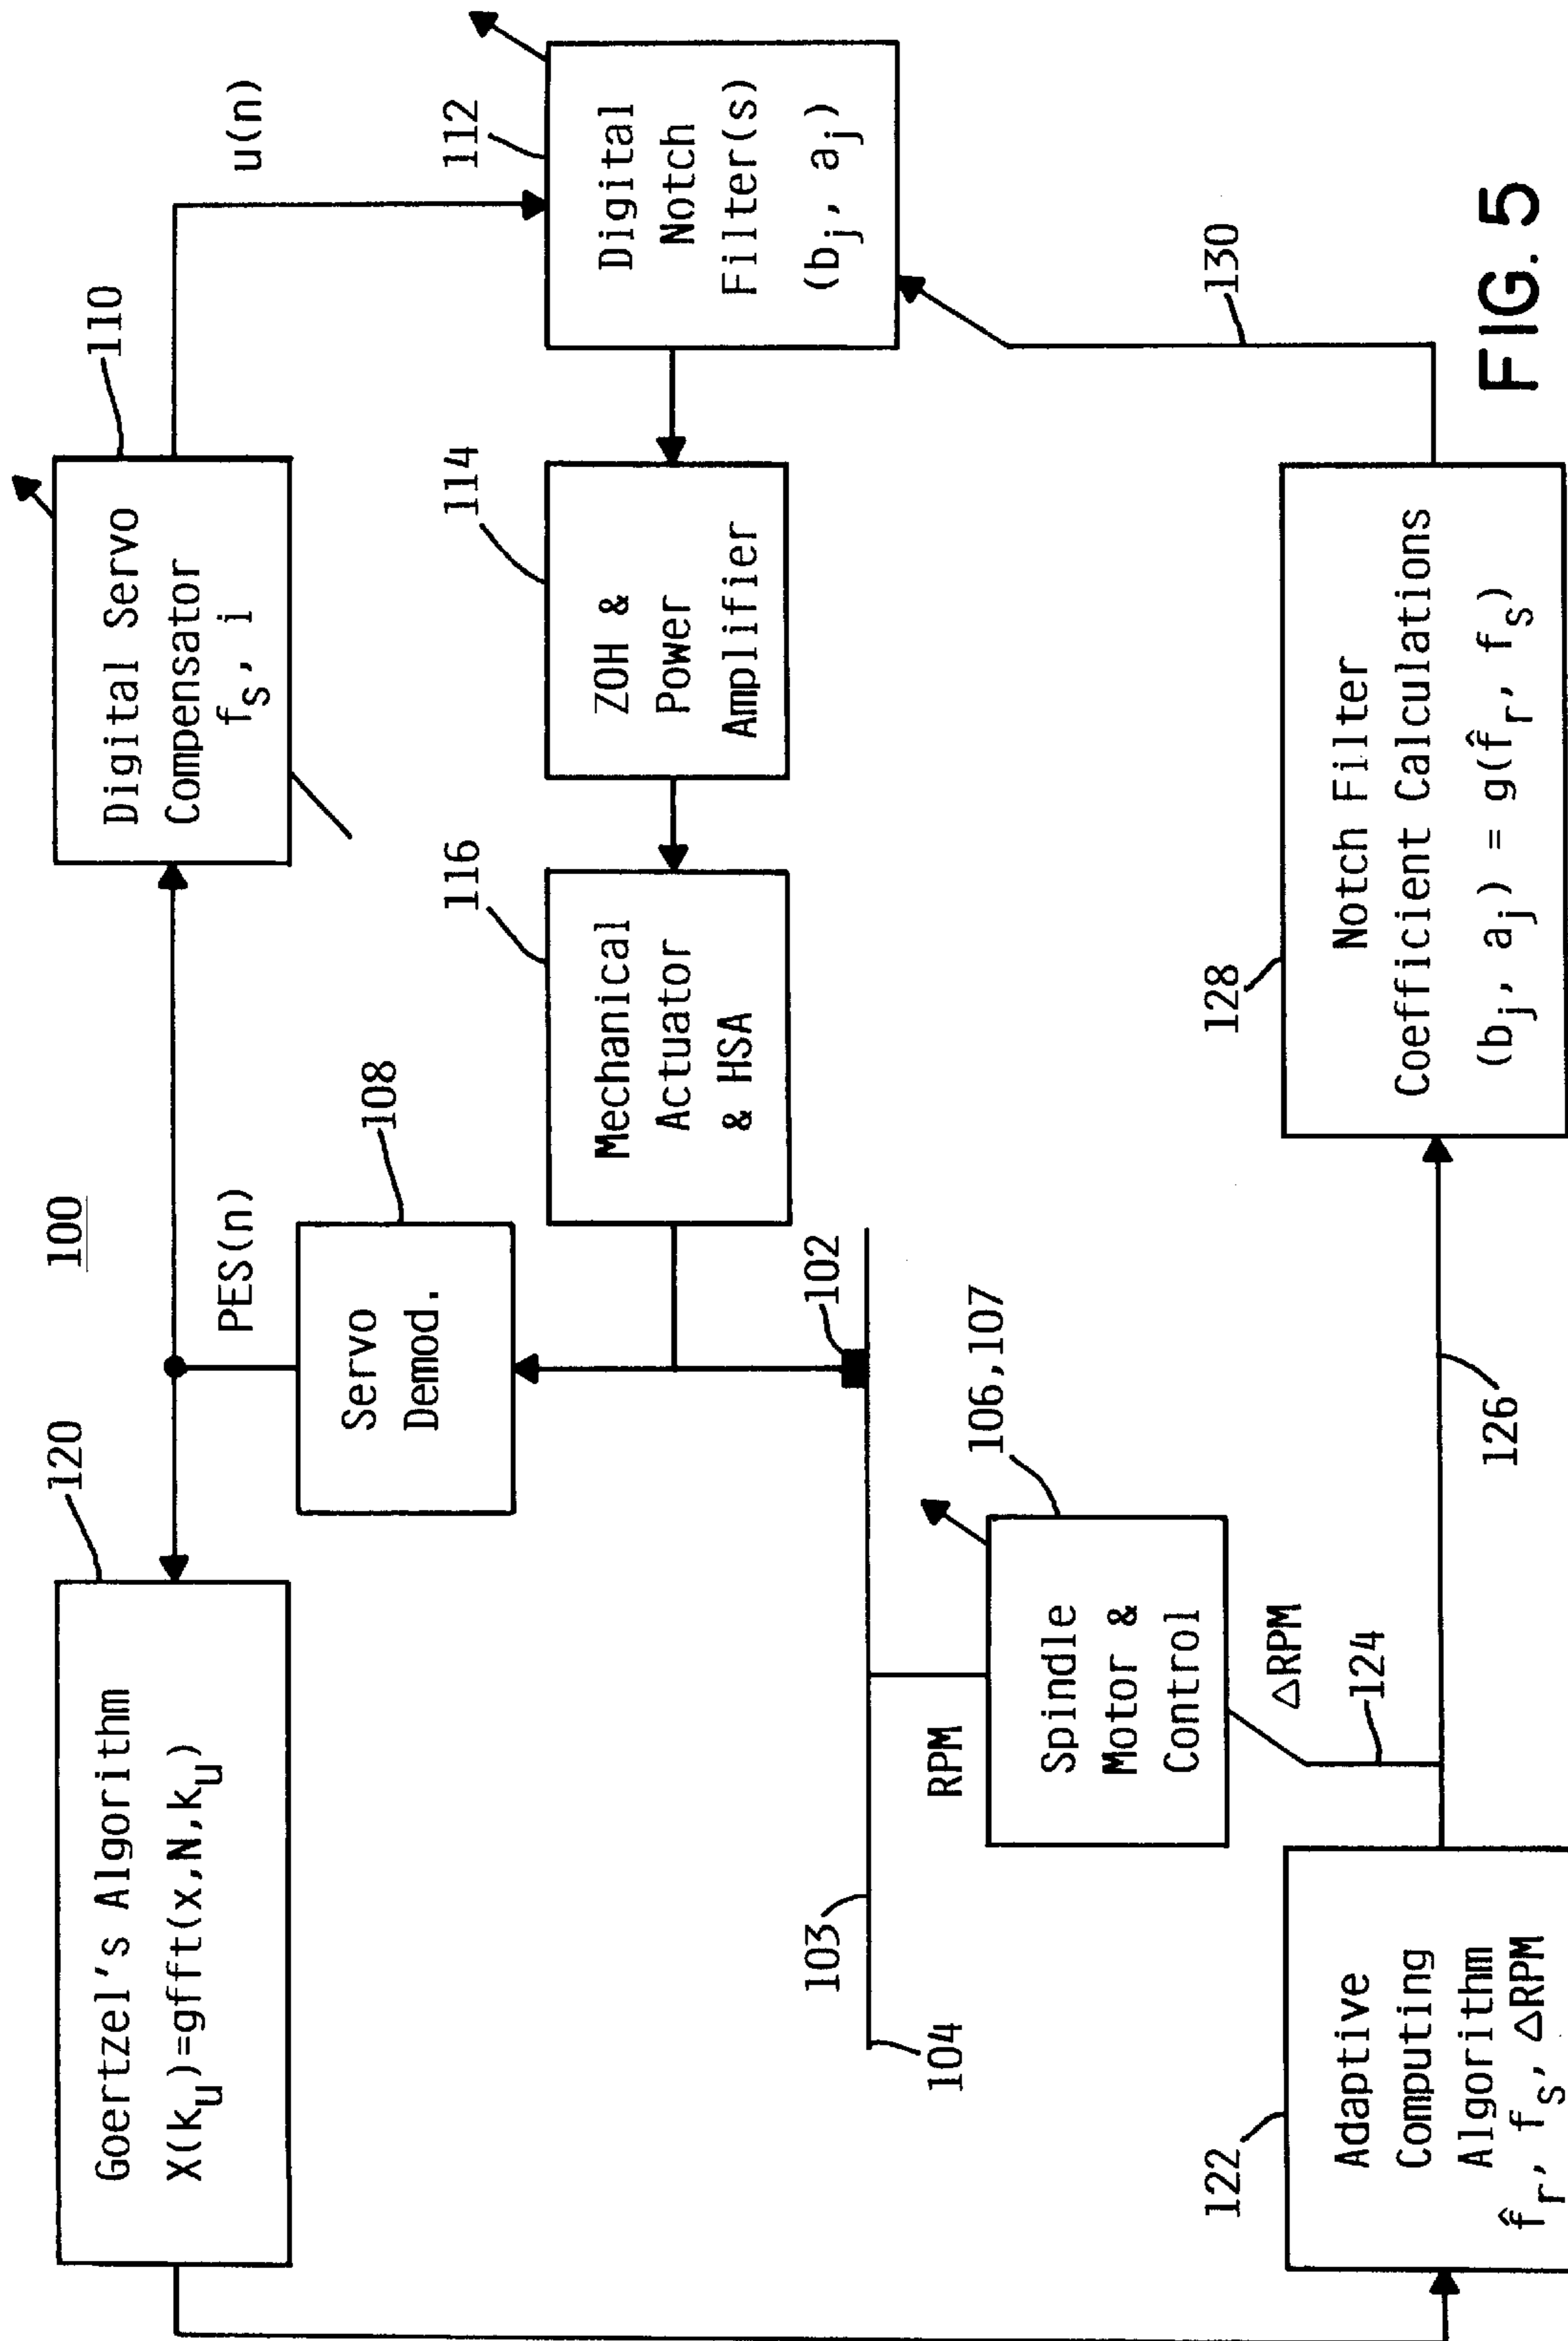 100
120
Goertzel's Algorithm
X(k_u)=gfft(x,N,k_u)
PES(n)
110
Digital Servo
Compensator
f_s, i
u(n)
108
Servo
Demod.
116
Mechanical
Actuator
& HSA
114
ZOH &
Power
Amplifier
112
Digital
Notch
Filter(s)
(b_j, a_j)
102
103
104
RPM
106,107
Spindle
Motor &
Control
△RPM
124
122
Adaptive
Computing
Algorithm
f̂_r, f_s, △RPM
126
128
Notch Filter
Coefficient Calculations
(b_j, a_j) = g(f̂_r, f_s)
130
FIG. 5